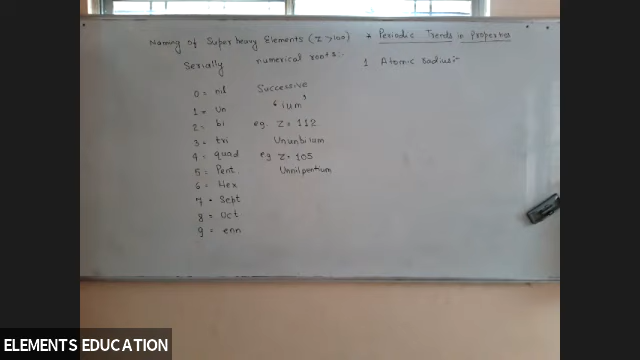 Naming of Superheavy Elements (Z >100)
Serially numerical roots:-
0 = nil Successive
1 = Un 'ium'
2 = bi eg. Z = 112
3 = tri Ununbium
4 = quad eg Z = 105
5 = Pent Unnilpentium
6 = Hex
7 = Sept
8 = Oct
9 = enn
* Periodic Trends in Properties
1 Atomic radius:-
ELEMENTS EDUCATION